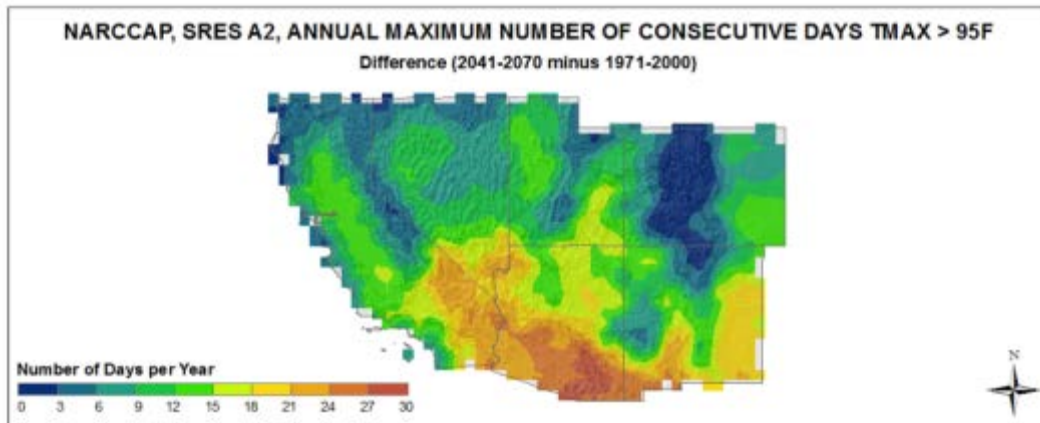 NARCCAP, SRES A2, ANNUAL MAXIMUM NUMBER OF CONSECUTIVE DAYS TMAX > 95F
Difference (2041-2070 minus 1971-2000)
Number of Days per Year
0 3 6 9 12 15 18 21 24 27 30
N